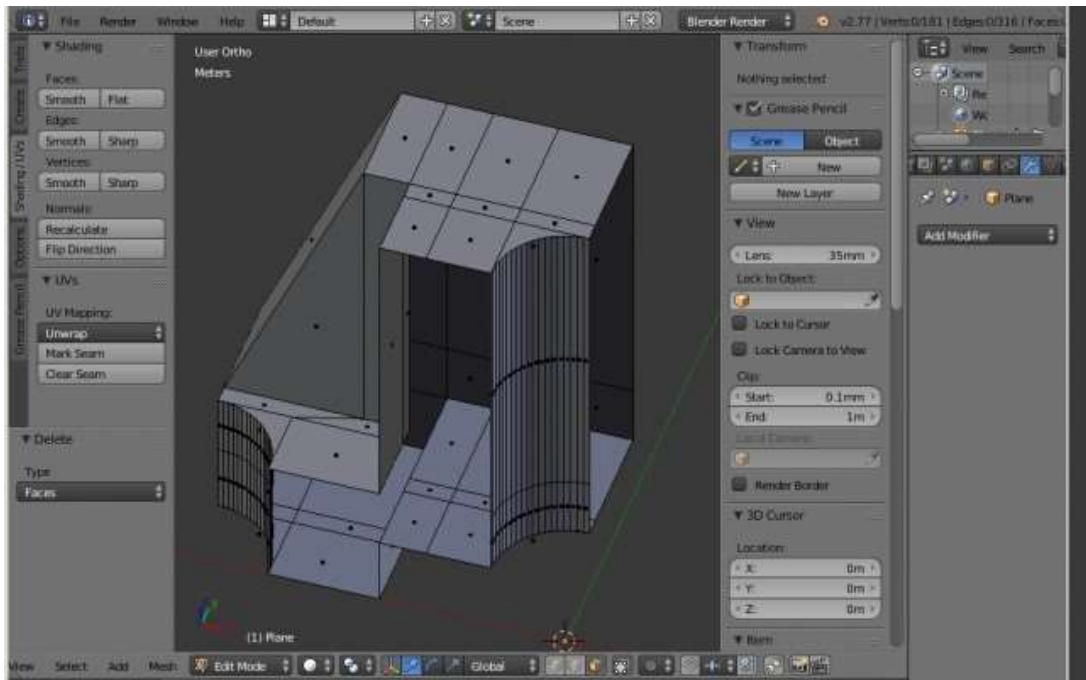 File Render Window Help Default Scene Blender Render v2.77 | Verts:0/181 | Edges:0/316 | Faces
Tools
Create
Shading / UVs
Options
Grease Pencil
Shading
Faces:
Smooth Flat
Edges:
Smooth Sharp
Vertices:
Smooth Sharp
Normals:
Recalculate
Flip Direction
UVs
UV Mapping:
Unwrap
Mark Seam
Clear Seam
Delete
Type
Faces
User Ortho
Meters
(1) Plane
Transform
Nothing selected
Grease Pencil
Scene Object
New
New Layer
View
Lens: 35mm
Lock to Object:
Lock to Cursor
Lock Camera to View
Clip:
Start: 0.1mm
End: 1m
Local Camera:
Render Border
3D Cursor
Location:
X: 0m
Y: 0m
Z: 0m
Item
View Search
Scene
Re
Wo
Plane
Add Modifier
View Select Add Mesh Edit Mode Global